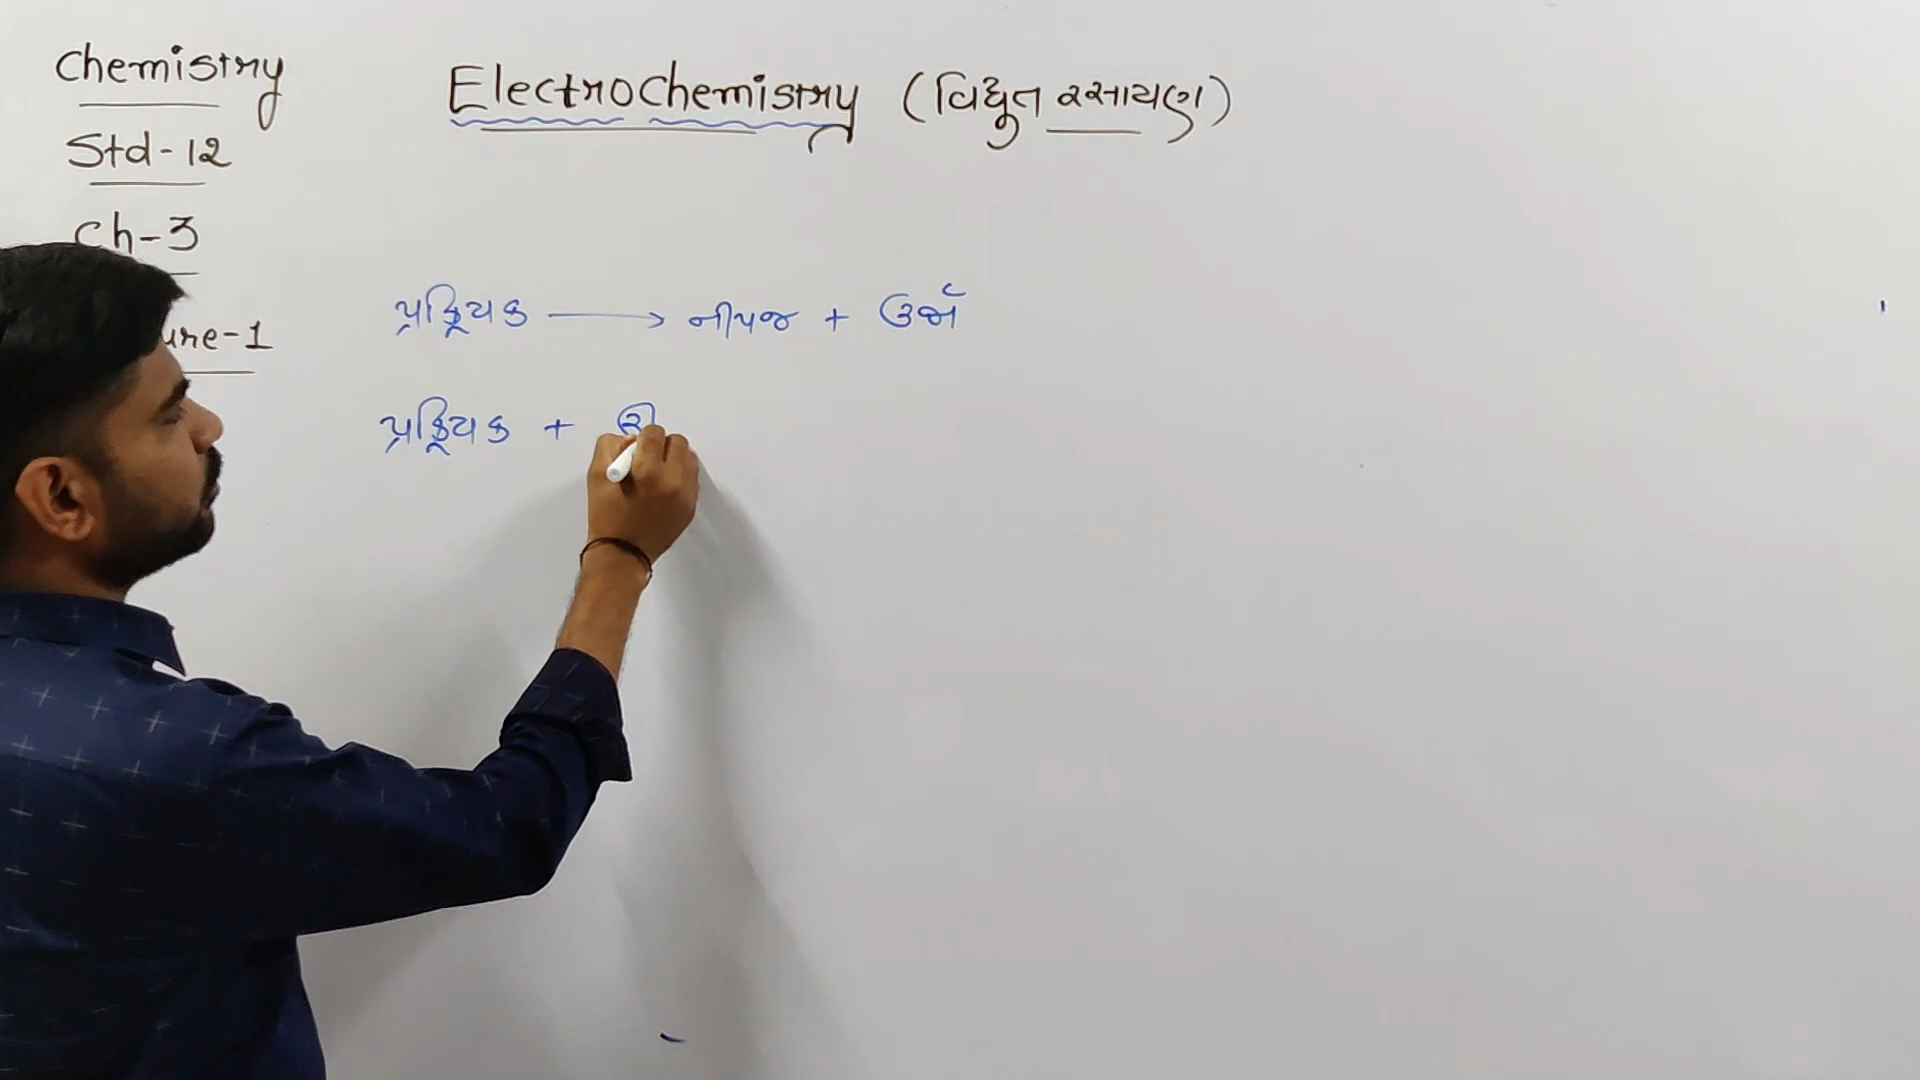 Chemistry
Std-12
Ch-3
ure-1
ElectroChemistry (વિદ્યુત રસાયણ)
પ્રક્રિયક ⟶ નીપજ + ઉર્જા
પ્રક્રિયક +